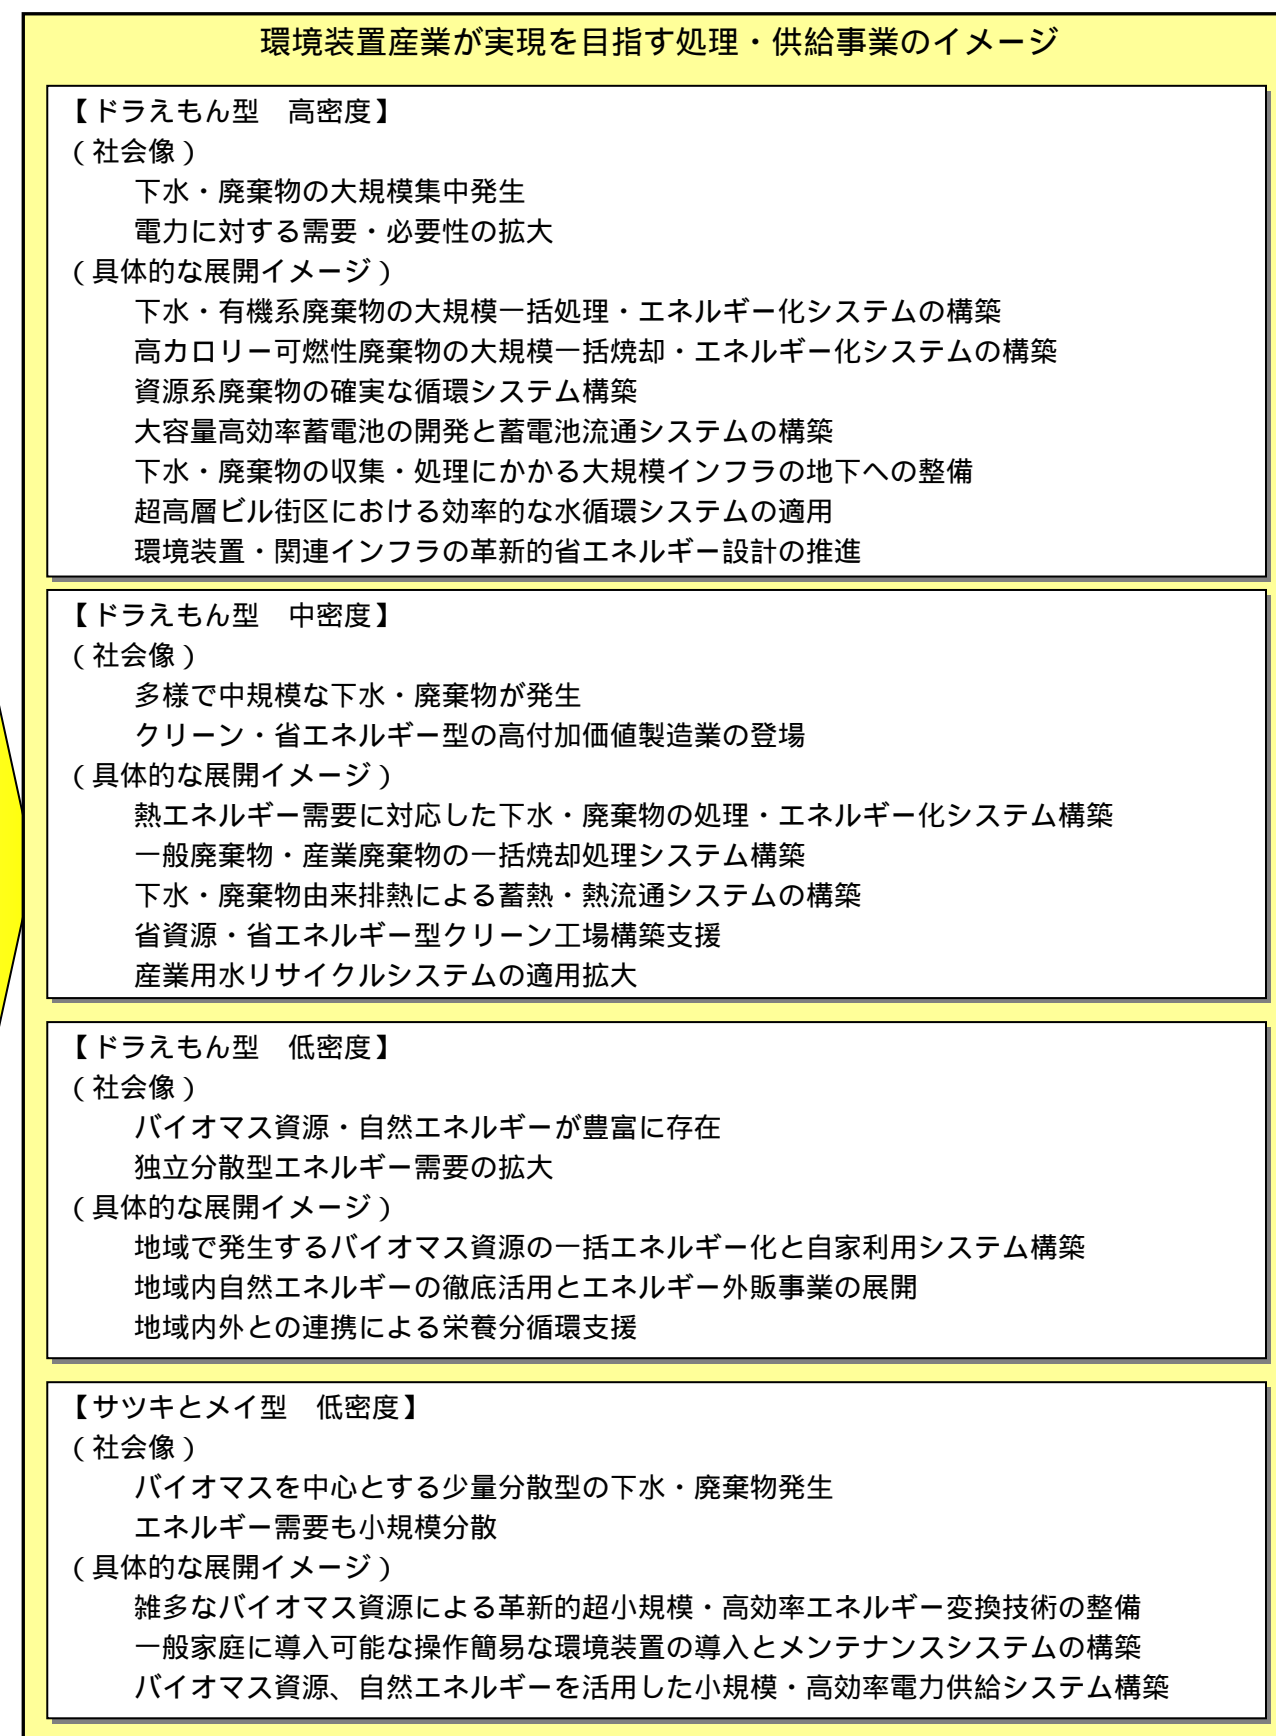 環境装置産業が実現を目指す処理・供給事業のイメージ
【ドラえもん型　高密度】
（社会像）
下水・廃棄物の大規模集中発生
電力に対する需要・必要性の拡大
（具体的な展開イメージ）
下水・有機系廃棄物の大規模一括処理・エネルギー化システムの構築
高カロリー可燃性廃棄物の大規模一括焼却・エネルギー化システムの構築
資源系廃棄物の確実な循環システム構築
大容量高効率蓄電池の開発と蓄電池流通システムの構築
下水・廃棄物の収集・処理にかかる大規模インフラの地下への整備
超高層ビル街区における効率的な水循環システムの適用
環境装置・関連インフラの革新的省エネルギー設計の推進
【ドラえもん型　中密度】
（社会像）
多様で中規模な下水・廃棄物が発生
クリーン・省エネルギー型の高付加価値製造業の登場
（具体的な展開イメージ）
熱エネルギー需要に対応した下水・廃棄物の処理・エネルギー化システム構築
一般廃棄物・産業廃棄物の一括焼却処理システム構築
下水・廃棄物由来排熱による蓄熱・熱流通システムの構築
省資源・省エネルギー型クリーン工場構築支援
産業用水リサイクルシステムの適用拡大
【ドラえもん型　低密度】
（社会像）
バイオマス資源・自然エネルギーが豊富に存在
独立分散型エネルギー需要の拡大
（具体的な展開イメージ）
地域で発生するバイオマス資源の一括エネルギー化と自家利用システム構築
地域内自然エネルギーの徹底活用とエネルギー外販事業の展開
地域内外との連携による栄養分循環支援
【サツキとメイ型　低密度】
（社会像）
バイオマスを中心とする少量分散型の下水・廃棄物発生
エネルギー需要も小規模分散
（具体的な展開イメージ）
雑多なバイオマス資源による革新的超小規模・高効率エネルギー変換技術の整備
一般家庭に導入可能な操作簡易な環境装置の導入とメンテナンスシステムの構築
バイオマス資源、自然エネルギーを活用した小規模・高効率電力供給システム構築